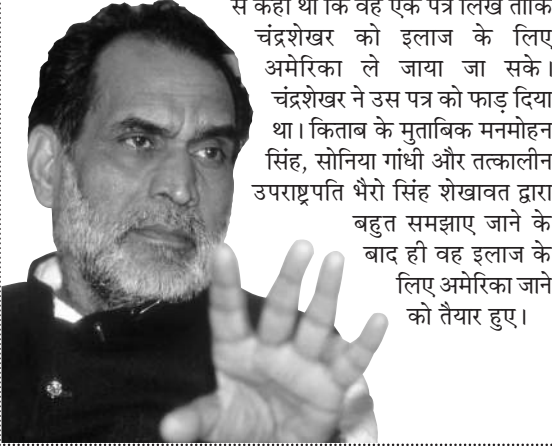 से कहा था कि वह एक पत्र लिखें ताकि
चंद्रशेखर को इलाज के लिए
अमेरिका ले जाया जा सके।
चंद्रशेखर ने उस पत्र को फाड़ दिया
था। किताब के मुताबिक मनमोहन
सिंह, सोनिया गांधी और तत्कालीन
उपराष्ट्रपति भैरो सिंह शेखावत द्वारा
बहुत समझाए जाने के
बाद ही वह इलाज के
लिए अमेरिका जाने
को तैयार हुए।